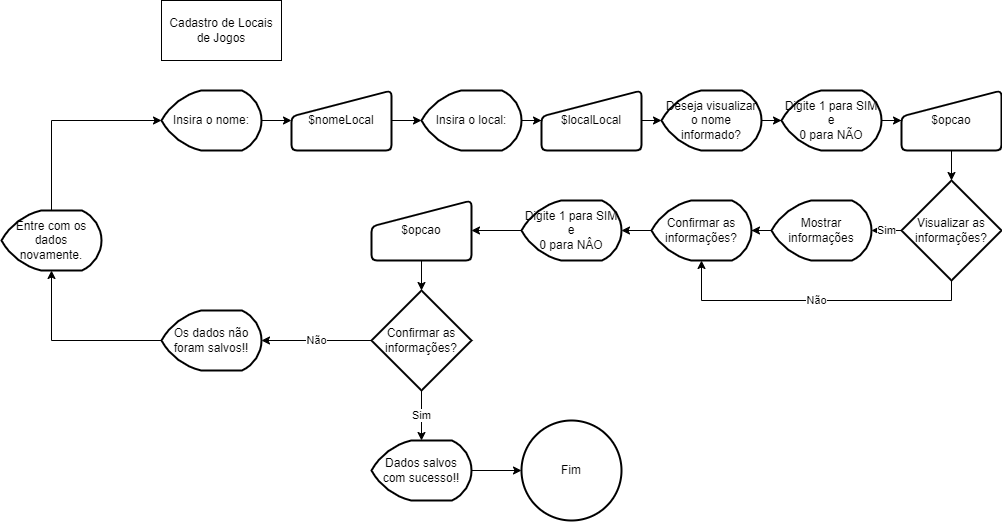 Cadastro de Locais
de Jogos
Insira o nome:
$nomeLocal
Insira o local:
$localLocal
Deseja visualizar
o nome
informado?
Digite 1 para SIM
e
0 para NÃO
$opcao
Visualizar as
informações?
Sim
Mostrar
informações
Confirmar as
informações?
Não
Digite 1 para SIM
e
0 para NÂO
$opcao
Confirmar as
informações?
Não
Os dados não
foram salvos!!
Entre com os
dados
novamente.
Sim
Dados salvos
com sucesso!!
Fim